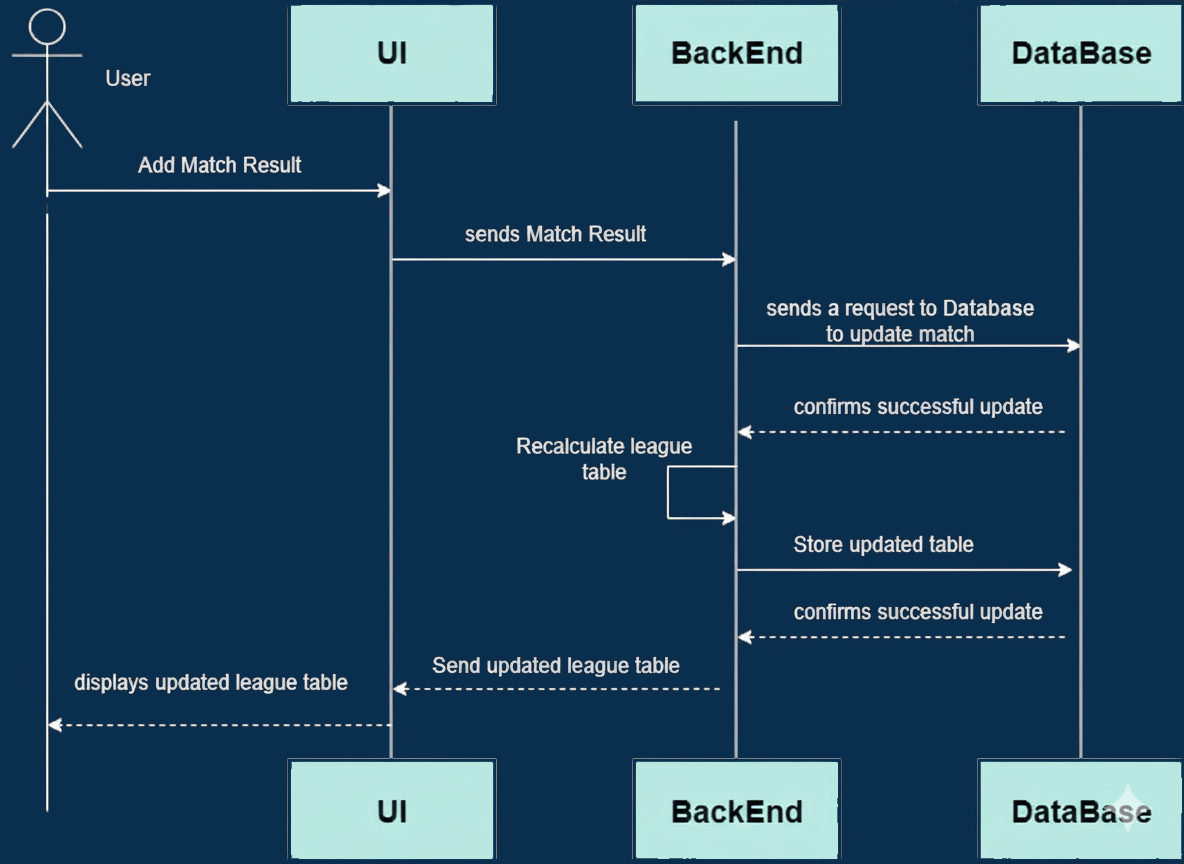 UI
BackEnd
DataBase
User
Add Match Result
sends Match Result
sends a request to Database
to update match
confirms successful update
Recalculate league
table
Store updated table
confirms successful update
Send updated league table
displays updated league table
UI
BackEnd
DataBase